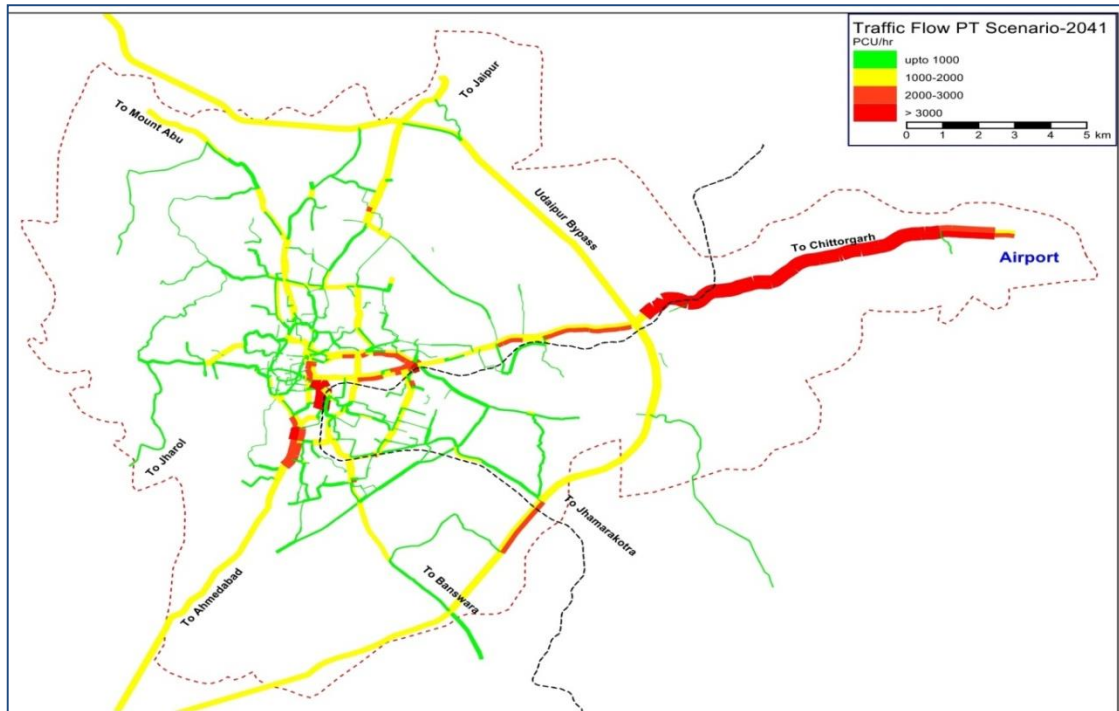 Traffic Flow PT Scenario-2041
PCU/hr
upto 1000
1000-2000
2000-3000
> 3000
0 1 2 3 4 5 km
To Jaipur
To Mount Abu
Udaipur Bypass
To Chittorgarh
Airport
To Jharol
To Jhamarakotra
To Banswara
To Ahmedabad